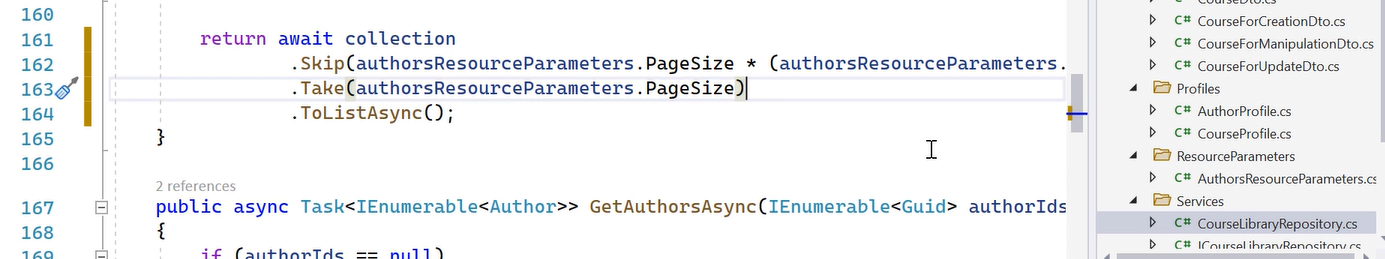 160
161 return await collection
162 .Skip(authorsResourceParameters.PageSize * (authorsResourceParameters.
163 .Take(authorsResourceParameters.PageSize)
164 .ToListAsync();
165 }
166
2 references
167 public async Task<IEnumerable<Author>> GetAuthorsAsync(IEnumerable<Guid> authorIds
168 {
169 if (authorIds == null)
CourseDto.cs
C# CourseForCreationDto.cs
C# CourseForManipulationDto.cs
C# CourseForUpdateDto.cs
Profiles
C# AuthorProfile.cs
C# CourseProfile.cs
ResourceParameters
C# AuthorsResourceParameters.cs
Services
C# CourseLibraryRepository.cs
C# ICourseLibraryRepository.cs